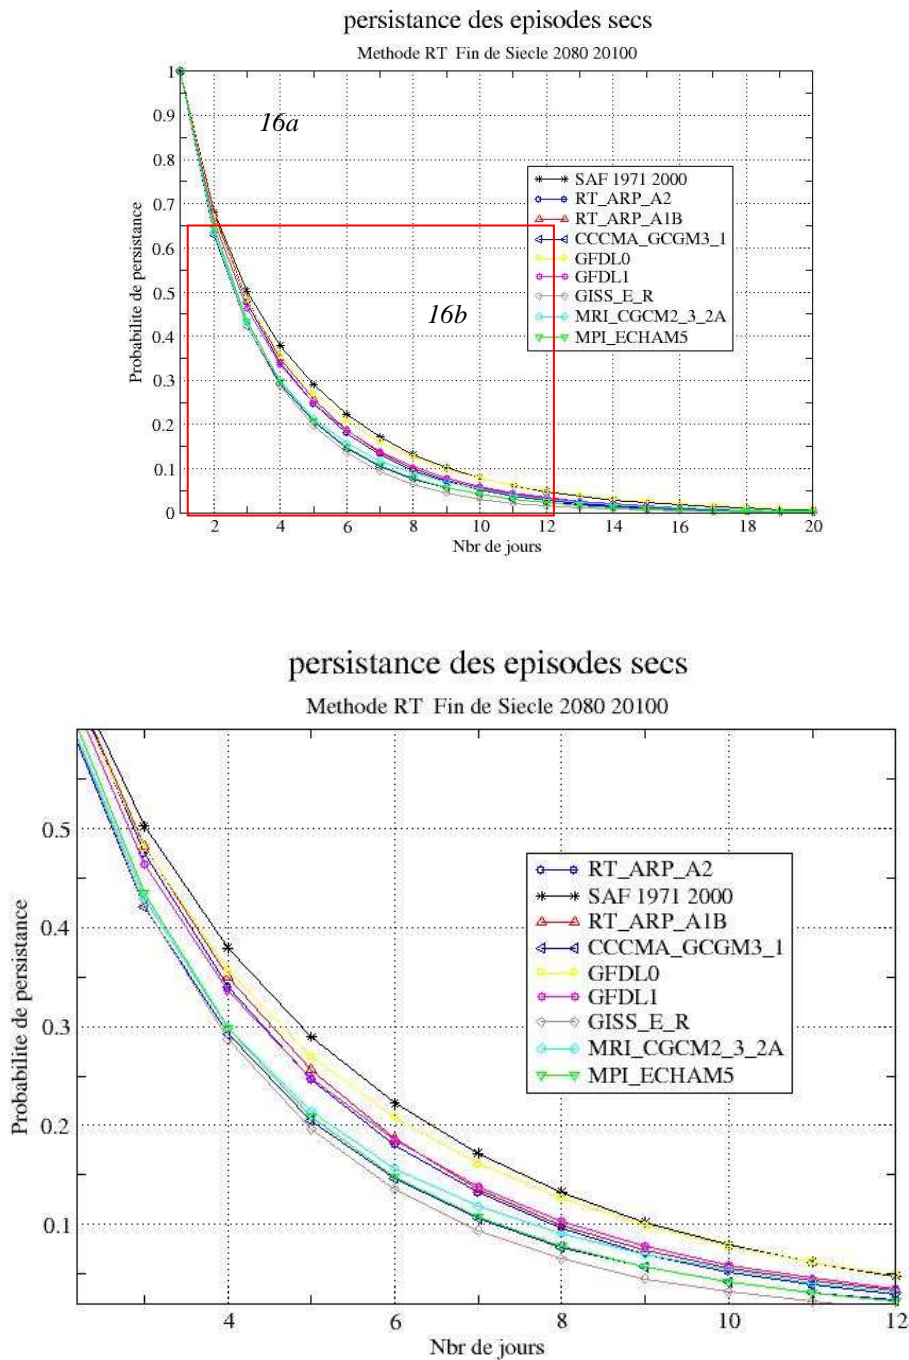 persistance des episodes secs
Methode RT Fin de Siecle 2080 20100
Probabilite de persistance
1
0.9
0.8
0.7
0.6
0.5
0.4
0.3
0.2
0.1
0
16a
16b
SAF 1971 2000
RT_ARP_A2
RT_ARP_A1B
CCCMA_GCGM3_1
GFDL0
GFDL1
GISS_E_R
MRI_CGCM2_3_2A
MPI_ECHAM5
2 4 6 8 10 12 14 16 18 20
Nbr de jours
persistance des episodes secs
Methode RT Fin de Siecle 2080 20100
Probabilite de persistance
0.5
0.4
0.3
0.2
0.1
RT_ARP_A2
SAF 1971 2000
RT_ARP_A1B
CCCMA_GCGM3_1
GFDL0
GFDL1
GISS_E_R
MRI_CGCM2_3_2A
MPI_ECHAM5
4 6 8 10 12
Nbr de jours